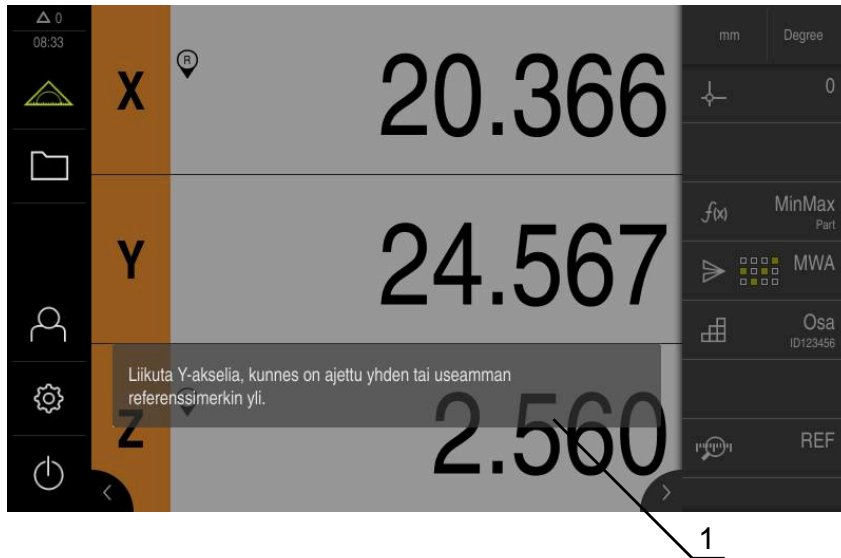 0
08:33
X
R
20.366
Y
24.567
Z
2.560
Liikuta Y-akselia, kunnes on ajettu yhden tai useamman
referenssimerkin yli.
mm
Degree
0
f(x)
MinMax
Part
MWA
Osa
ID123456
REF
1